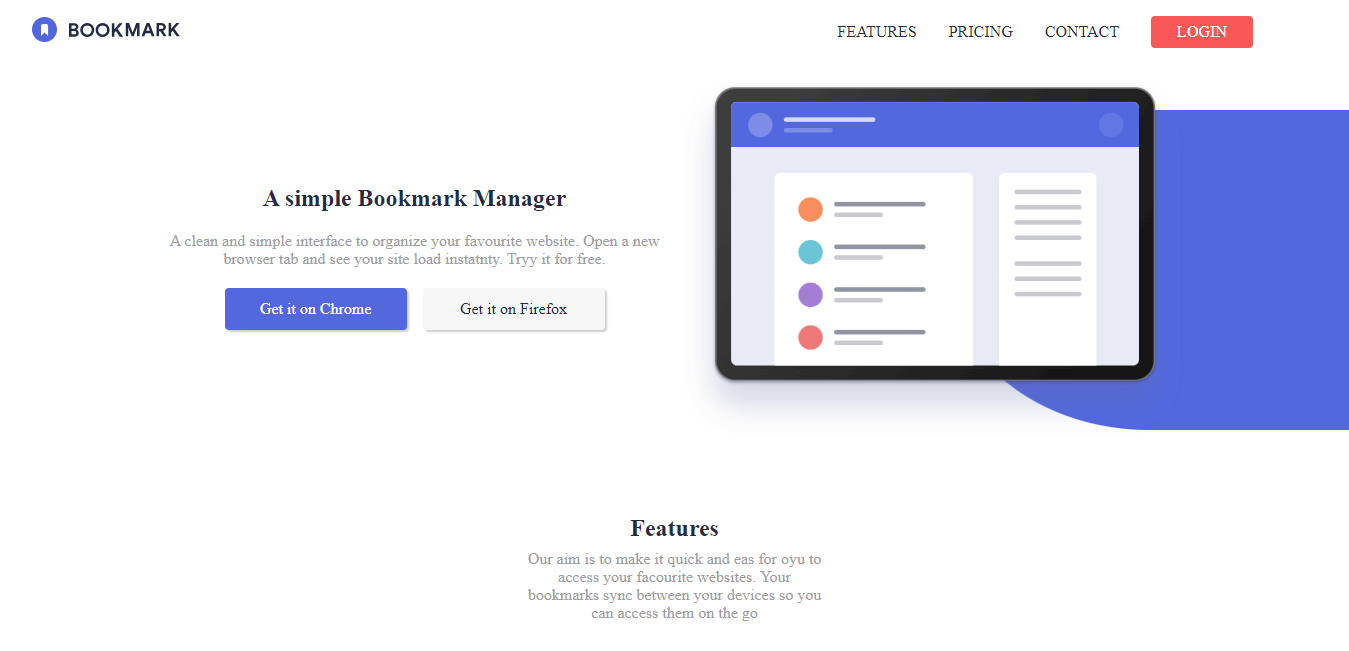 BOOKMARK
FEATURES PRICING CONTACT LOGIN
A simple Bookmark Manager
A clean and simple interface to organize your favourite website. Open a new
browser tab and see your site load instatnty. Tryy it for free.
Get it on Chrome Get it on Firefox
Features
Our aim is to make it quick and eas for oyu to
access your facourite websites. Your
bookmarks sync between your devices so you
can access them on the go